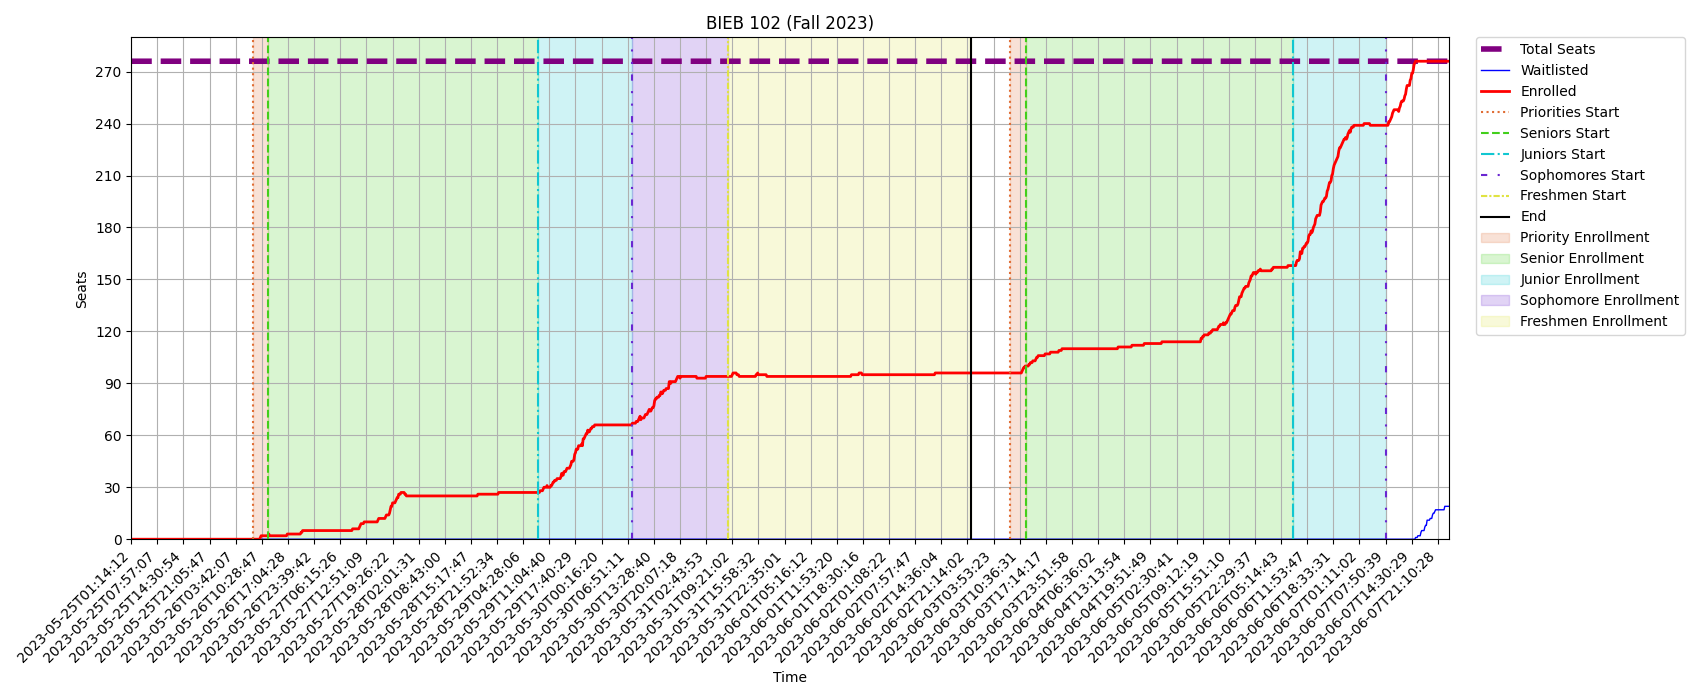 BIEB 102 (Fall 2023)
Seats
270
240
210
180
150
120
90
60
30
0
2023-05-25T01:14:12
2023-05-25T07:57:07
2023-05-25T14:30:54
2023-05-25T21:05:47
2023-05-26T03:42:07
2023-05-26T10:28:47
2023-05-26T17:04:28
2023-05-26T23:39:42
2023-05-27T06:15:26
2023-05-27T12:51:09
2023-05-27T19:26:22
2023-05-28T02:01:31
2023-05-28T08:43:00
2023-05-28T15:17:47
2023-05-28T21:52:34
2023-05-29T04:28:06
2023-05-29T11:04:40
2023-05-29T17:40:29
2023-05-30T00:16:20
2023-05-30T06:51:11
2023-05-30T13:28:40
2023-05-30T20:07:18
2023-05-31T02:43:53
2023-05-31T09:21:02
2023-05-31T15:58:32
2023-05-31T22:35:01
2023-06-01T05:16:12
2023-06-01T11:53:20
2023-06-01T18:30:16
2023-06-02T01:08:22
2023-06-02T07:57:47
2023-06-02T14:36:04
2023-06-02T21:14:02
2023-06-03T03:53:23
2023-06-03T10:36:31
2023-06-03T17:14:17
2023-06-03T23:51:58
2023-06-04T06:36:02
2023-06-04T13:13:54
2023-06-04T19:51:49
2023-06-05T02:30:41
2023-06-05T09:12:19
2023-06-05T15:51:10
2023-06-05T22:29:37
2023-06-06T05:14:43
2023-06-06T11:53:47
2023-06-06T18:33:31
2023-06-07T01:11:02
2023-06-07T07:50:39
2023-06-07T14:30:29
2023-06-07T21:10:28
Time
Total Seats
Waitlisted
Enrolled
Priorities Start
Seniors Start
Juniors Start
Sophomores Start
Freshmen Start
End
Priority Enrollment
Senior Enrollment
Junior Enrollment
Sophomore Enrollment
Freshmen Enrollment